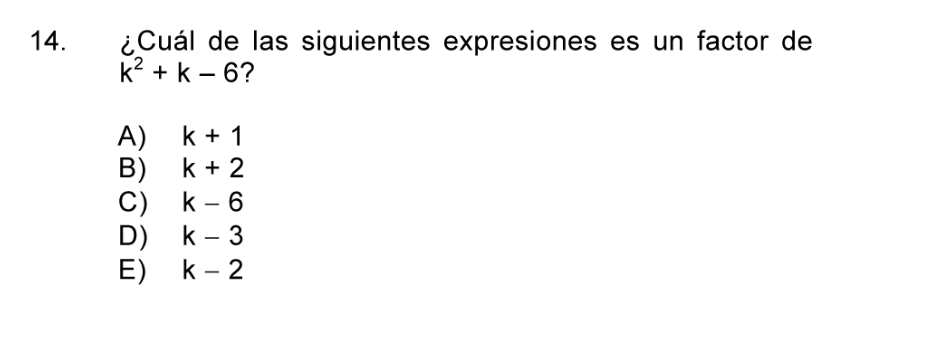 14. ¿Cuál de las siguientes expresiones es un factor de
k² + k – 6?
A) k + 1
B) k + 2
C) k – 6
D) k – 3
E) k – 2